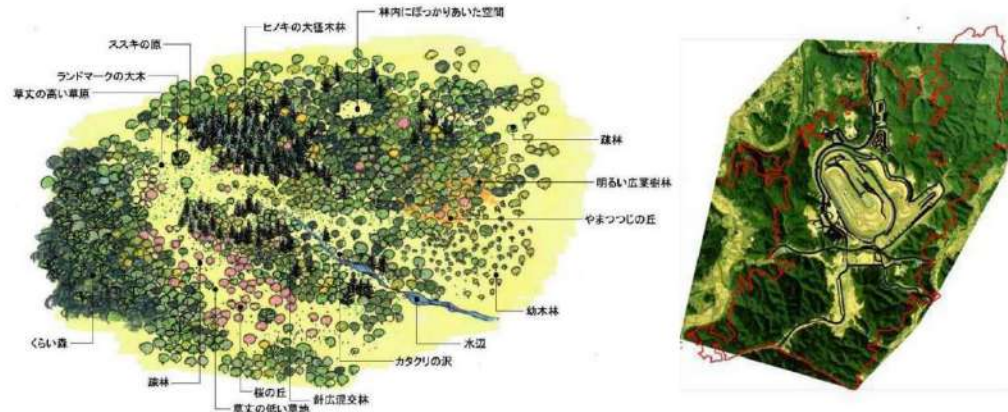 林内にぽっかりあいた空間
ヒノキの大径木林
ススキの原
ランドマークの大木
草丈の高い草原
疎林
明るい広葉樹林
やまつつじの丘
幼木林
水辺
カタクリの沢
くらい森
疎林
桜の丘
針広混交林
草丈の低い草地